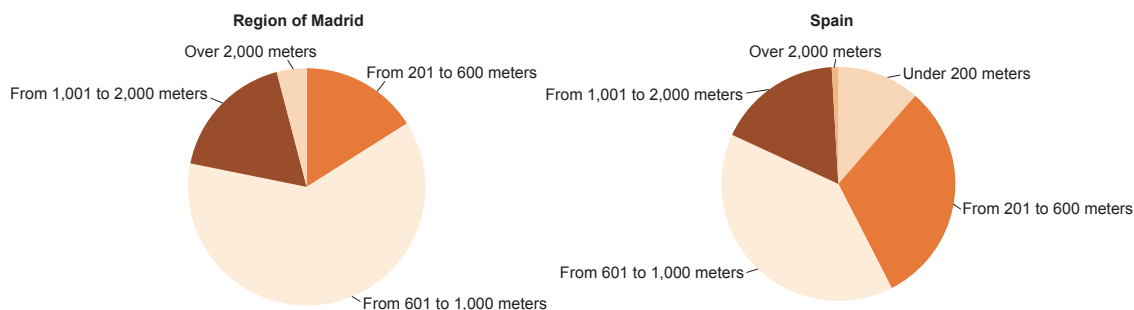 Region of Madrid
Over 2,000 meters
From 201 to 600 meters
From 1,001 to 2,000 meters
From 601 to 1,000 meters
Spain
Over 2,000 meters
Under 200 meters
From 1,001 to 2,000 meters
From 201 to 600 meters
From 601 to 1,000 meters